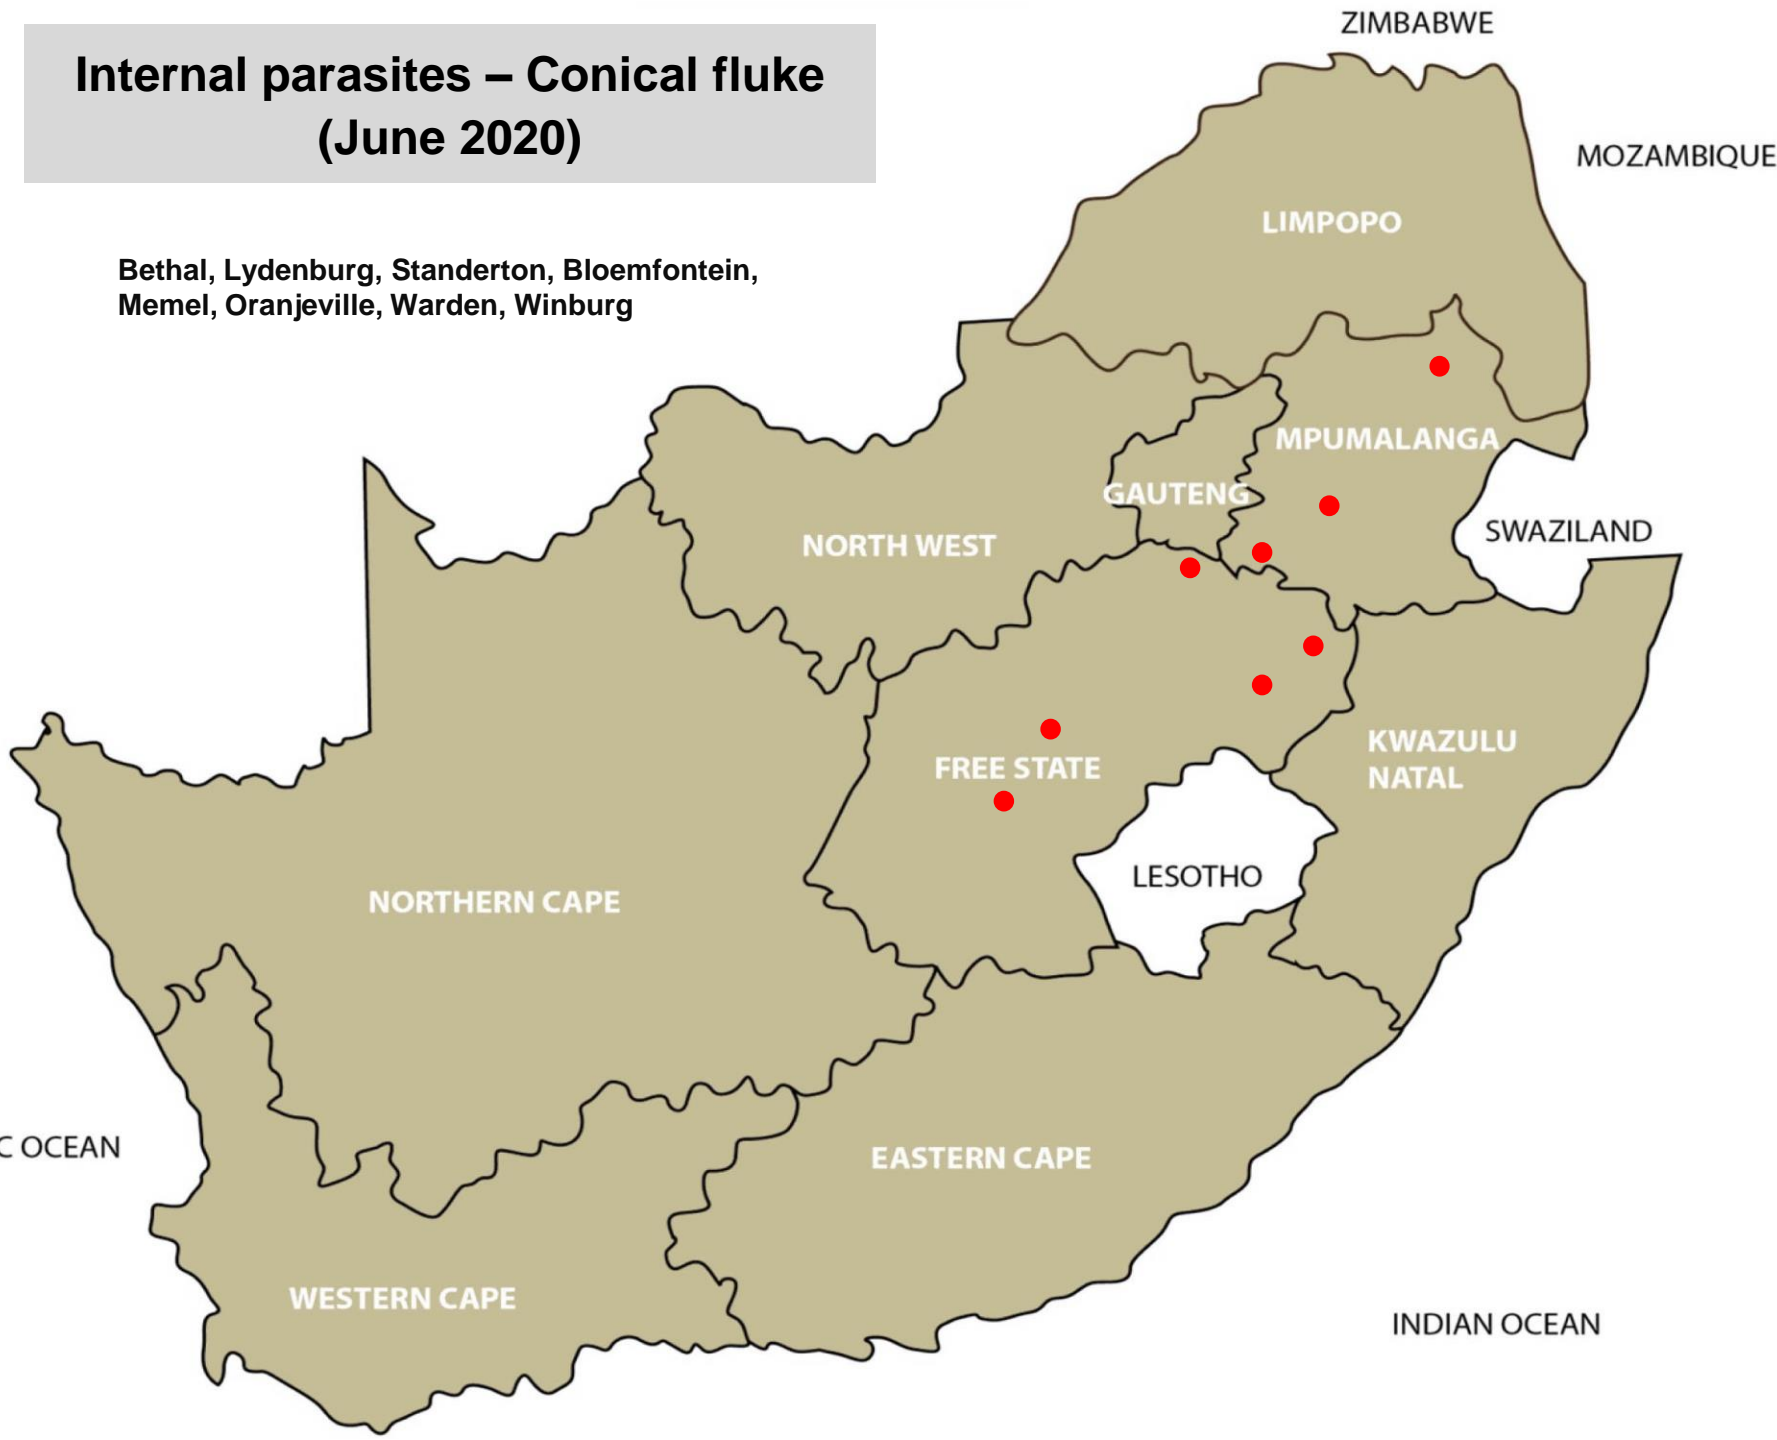 Internal parasites – Conical fluke
(June 2020)
Bethal, Lydenburg, Standerton, Bloemfontein,
Memel, Oranjeville, Warden, Winburg
ZIMBABWE
MOZAMBIQUE
LIMPOPO
MPUMALANGA
GAUTENG
SWAZILAND
NORTH WEST
KWAZULU
NATAL
FREE STATE
LESOTHO
NORTHERN CAPE
C OCEAN
EASTERN CAPE
WESTERN CAPE
INDIAN OCEAN